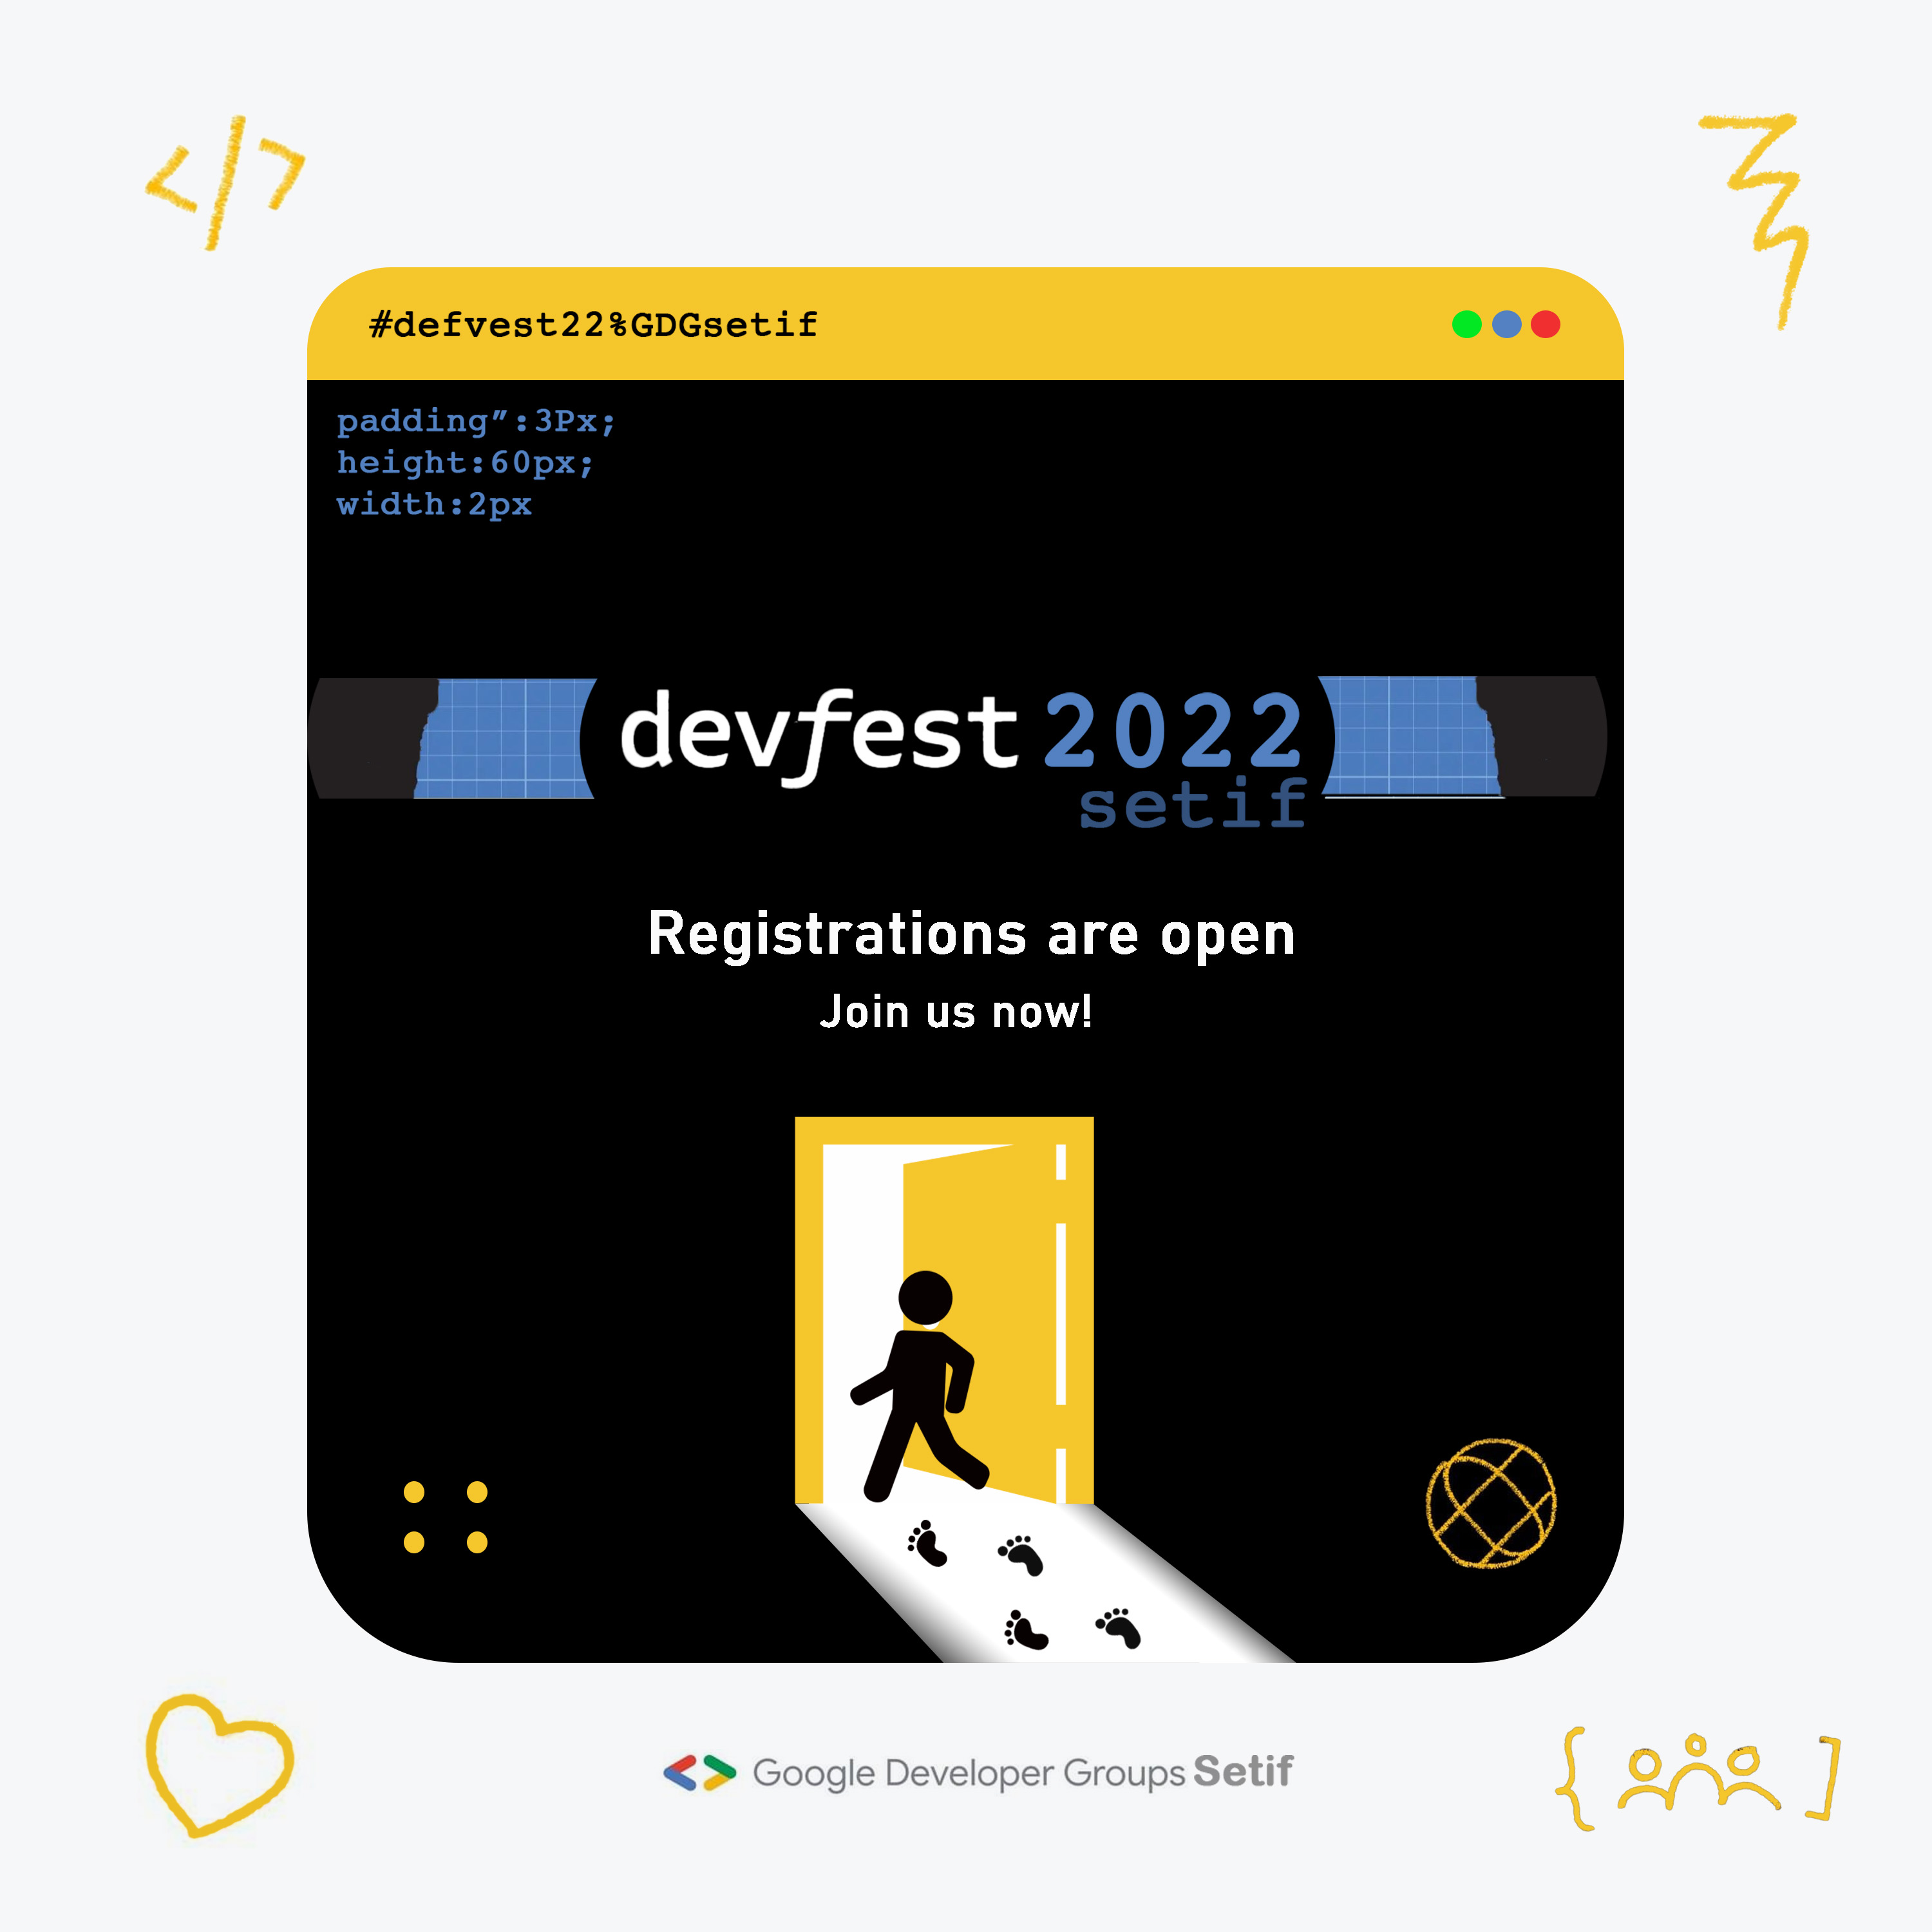 </>
#defvest22%GDGsetif
padding”:3Px;
height:60px;
width:2px
devfest 2022
setif
Registrations are open
Join us now!
Google Developer Groups Setif